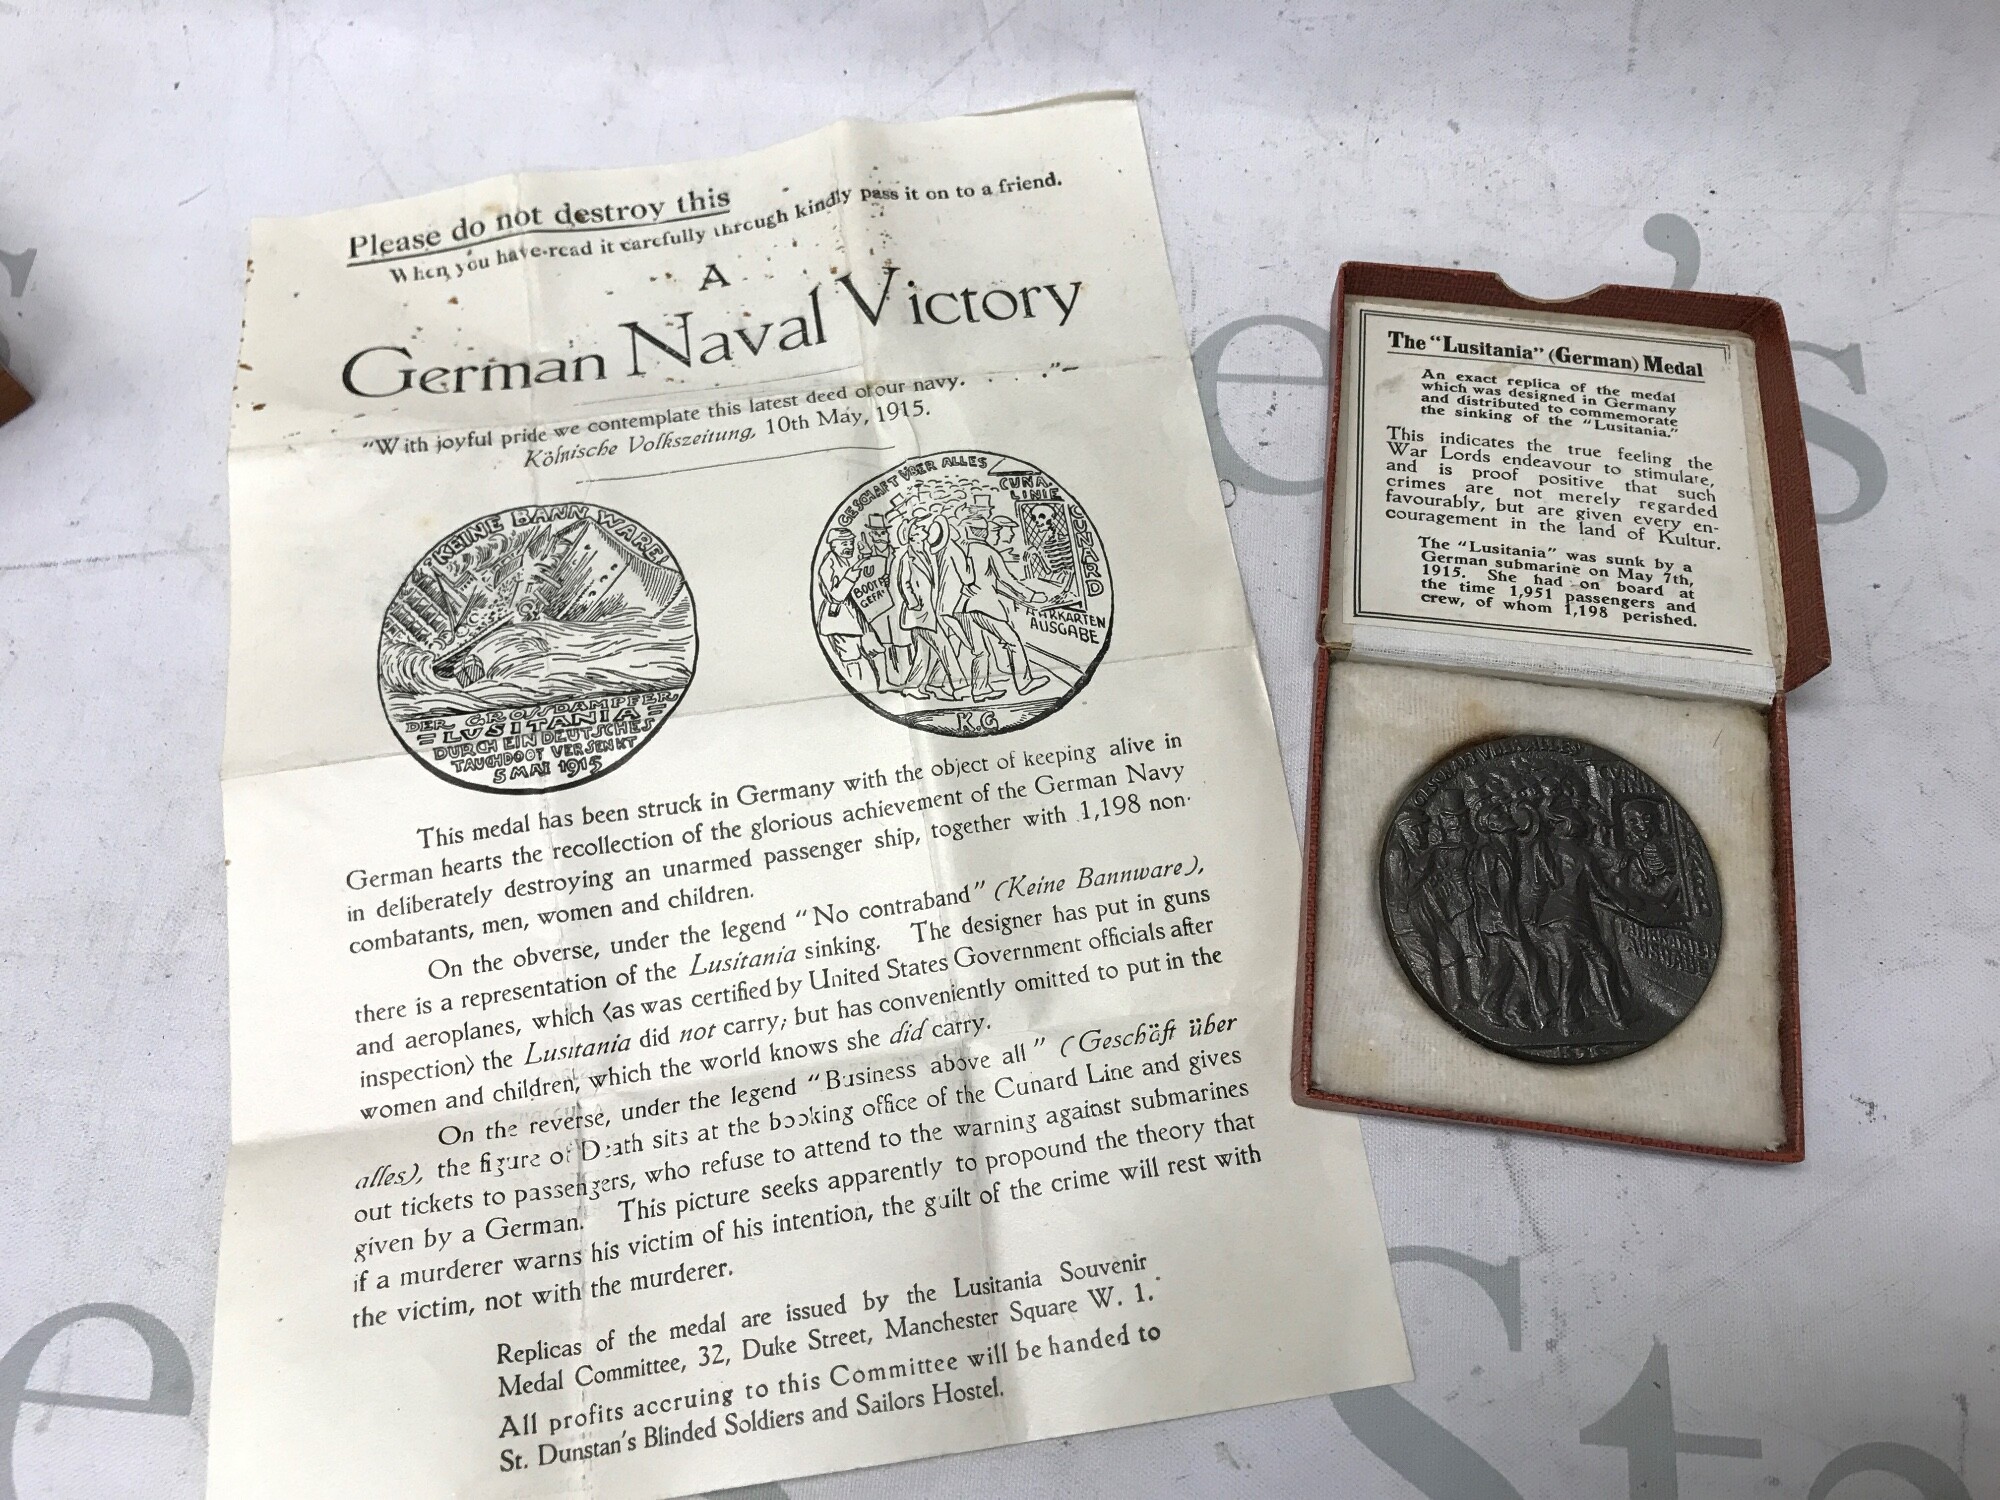 Please do not destroy this
When you have read it carefully through kindly pass it on to a friend.
A
German Naval Victory
"With joyful pride we contemplate this latest deed of our navy. . . ."—
Kölnische Volkszeitung, 10th May, 1915.
KEINE BANNWARE!
DER GROSSDAMPFER
=LUSITANIA=
DURCH EIN DEUTSCHES
TAUCHBOOT VERSENKT
5 MAI 1915
GESCHÄFT ÜBER ALLES
CUNA-
LINIE
CUNARD
U
BOOT
GEFA
FAHRKARTEN
AUSGABE
K.G
This medal has been struck in Germany with the object of keeping alive in
German hearts the recollection of the glorious achievement of the German Navy
in deliberately destroying an unarmed passenger ship, together with 1,198 non-
combatants, men, women and children.
On the obverse, under the legend "No contraband" (Keine Bannware),
there is a representation of the Lusitania sinking. The designer has put in guns
and aeroplanes, which (as was certified by United States Government officials after
inspection) the Lusitania did not carry; but has conveniently omitted to put in the
women and children, which the world knows she did carry.
On the reverse, under the legend "Business above all" (Geschäft über
alles), the figure of Death sits at the booking office of the Cunard Line and gives
out tickets to passengers, who refuse to attend to the warning against submarines
given by a German. This picture seeks apparently to propound the theory that
if a murderer warns his victim of his intention, the guilt of the crime will rest with
the victim, not with the murderer.
Replicas of the medal are issued by the Lusitania Souvenir
Medal Committee, 32, Duke Street, Manchester Square W. 1.
All profits accruing to this Committee will be handed to
St. Dunstan's Blinded Soldiers and Sailors Hostel.
The "Lusitania" (German) Medal
An exact replica of the medal
which was designed in Germany
and distributed to commemorate
the sinking of the "Lusitania."
This indicates the true feeling the
War Lords endeavour to stimulate,
and is proof positive that such
crimes are not merely regarded
favourably, but are given every en-
couragement in the land of Kultur.
The "Lusitania" was sunk by a
German submarine on May 7th,
1915. She had on board at
the time 1,951 passengers and
crew, of whom 1,198 perished.
GESCHÄFT ÜBER ALLES
CUNA
FAHRKARTEN
AUSGABE